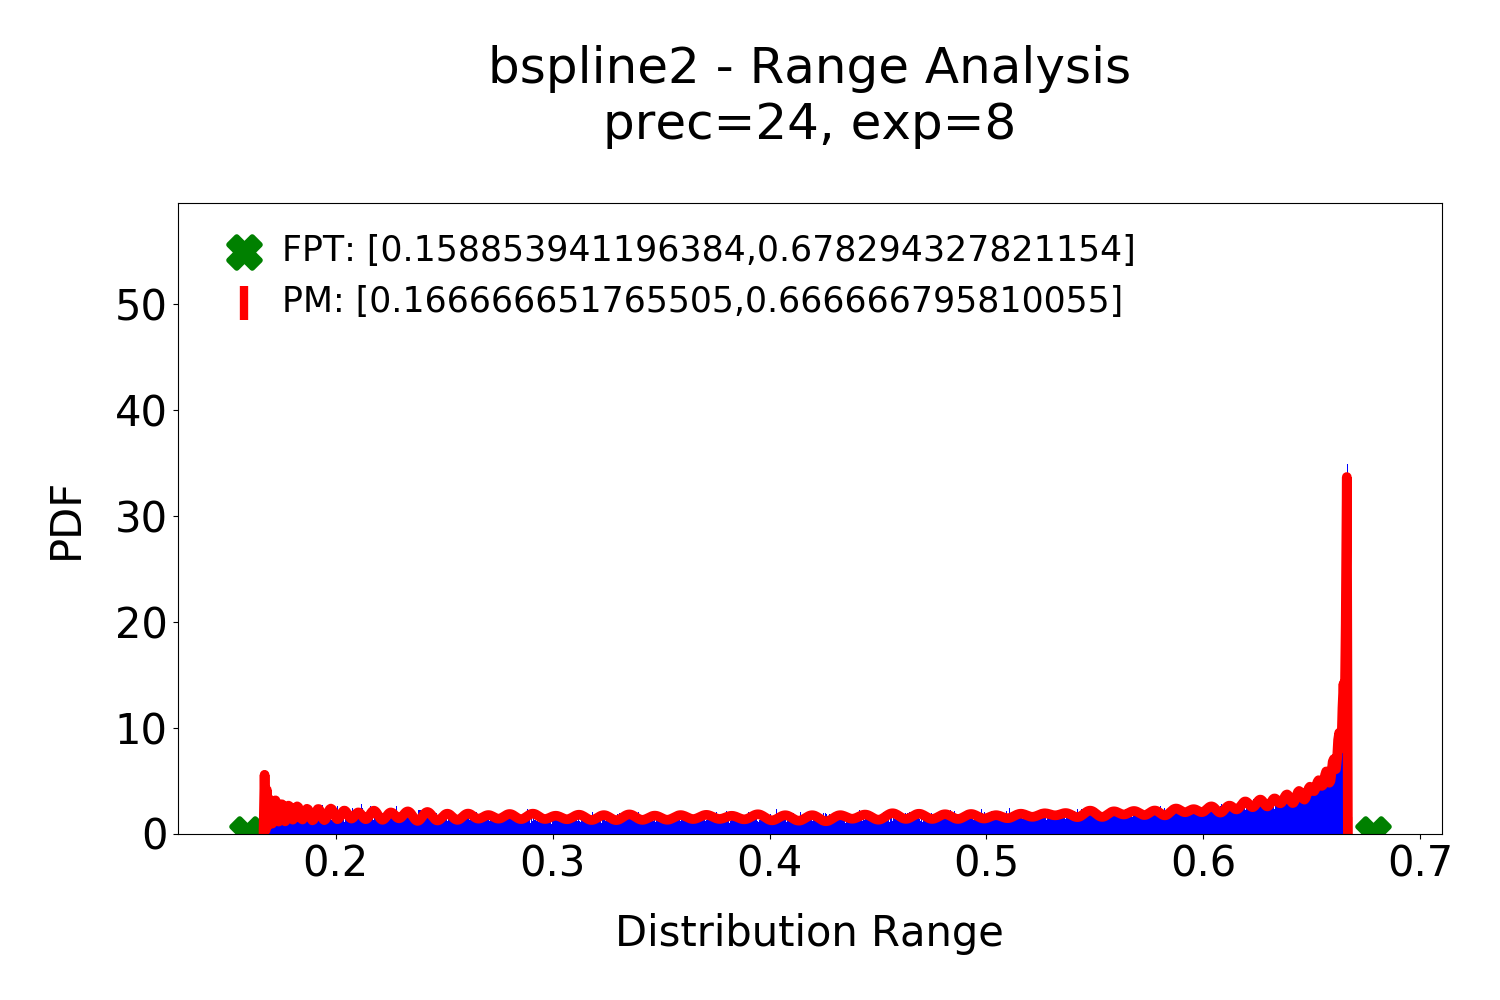 bspline2 - Range Analysis
prec=24, exp=8
FPT: [0.158853941196384,0.678294327821154]
PM: [0.166666651765505,0.666666795810055]
50
40
30
20
10
0
PDF
0.2 0.3 0.4 0.5 0.6 0.7
Distribution Range